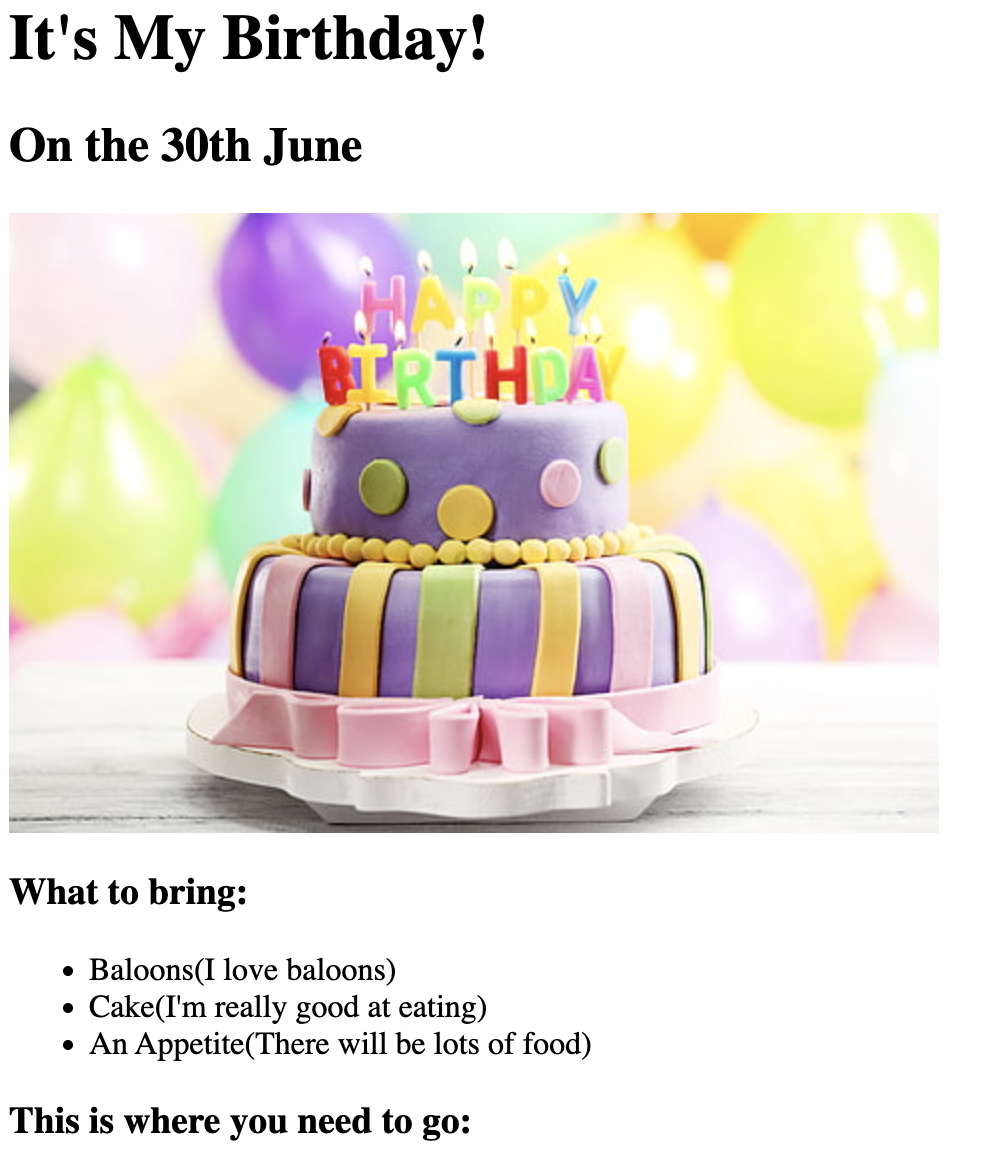 It's My Birthday!
On the 30th June
HAPPY
BIRTHDAY
What to bring:
Baloons(I love baloons)
Cake(I'm really good at eating)
An Appetite(There will be lots of food)
This is where you need to go: